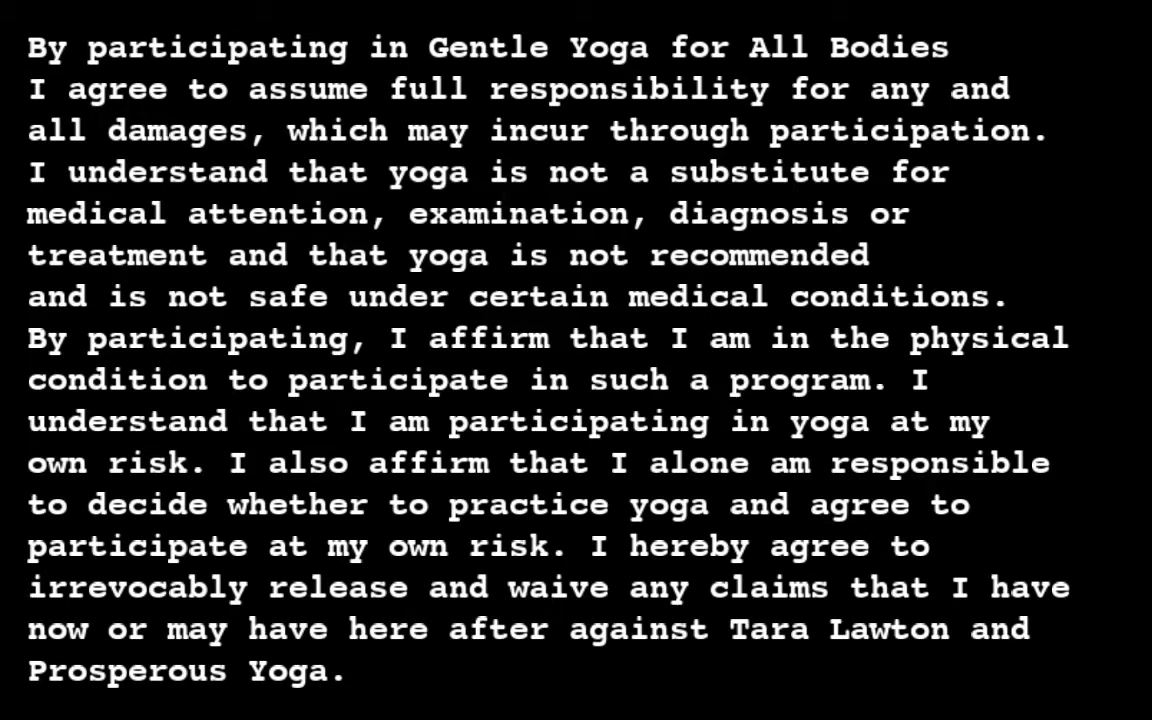 By participating in Gentle Yoga for All Bodies
I agree to assume full responsibility for any and
all damages, which may incur through participation.
I understand that yoga is not a substitute for
medical attention, examination, diagnosis or
treatment and that yoga is not recommended
and is not safe under certain medical conditions.
By participating, I affirm that I am in the physical
condition to participate in such a program. I
understand that I am participating in yoga at my
own risk. I also affirm that I alone am responsible
to decide whether to practice yoga and agree to
participate at my own risk. I hereby agree to
irrevocably release and waive any claims that I have
now or may have here after against Tara Lawton and
Prosperous Yoga.